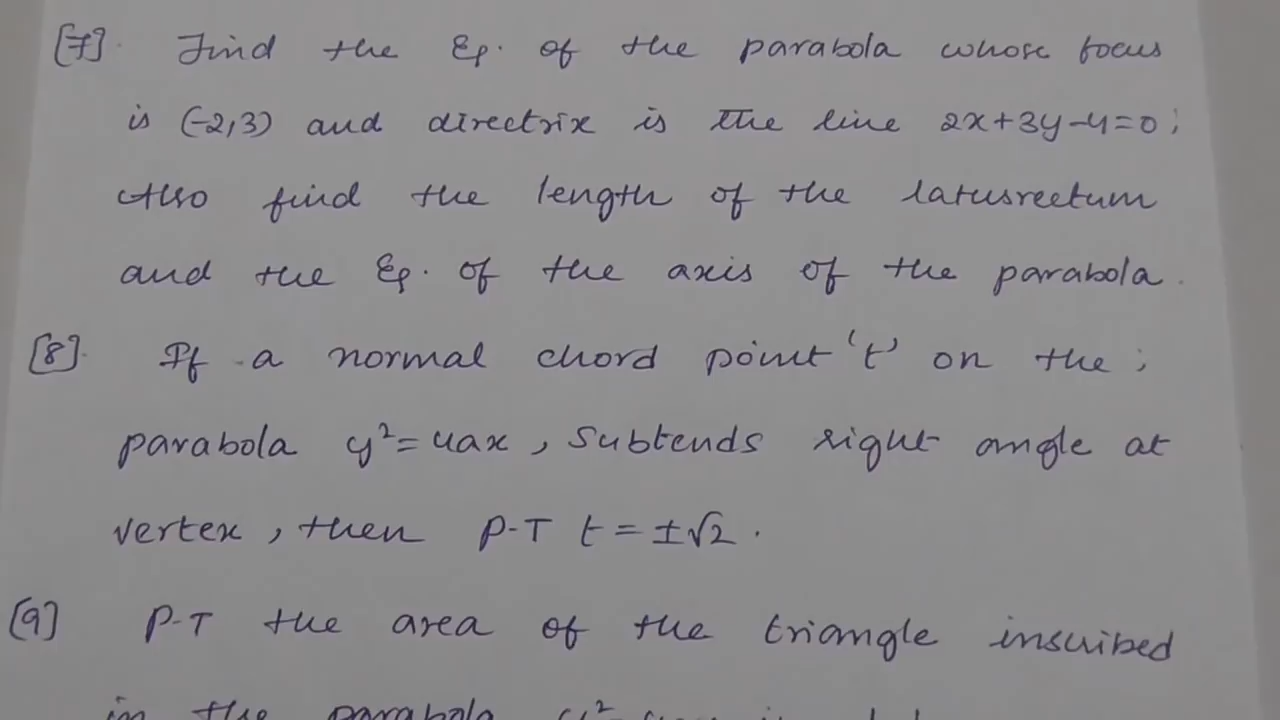 [7]. Find the Eq. of the parabola whose focus
is (-2,3) and directrix is the line 2x+3y-4=0;
Also find the length of the latusrectum
and the Eq. of the axis of the parabola.
[8]. If a normal chord point 't' on the ;
parabola y²=4ax, subtends right angle at
vertex, then P.T t=±√2.
[9] P.T the area of the triangle inscribed
in the parabola